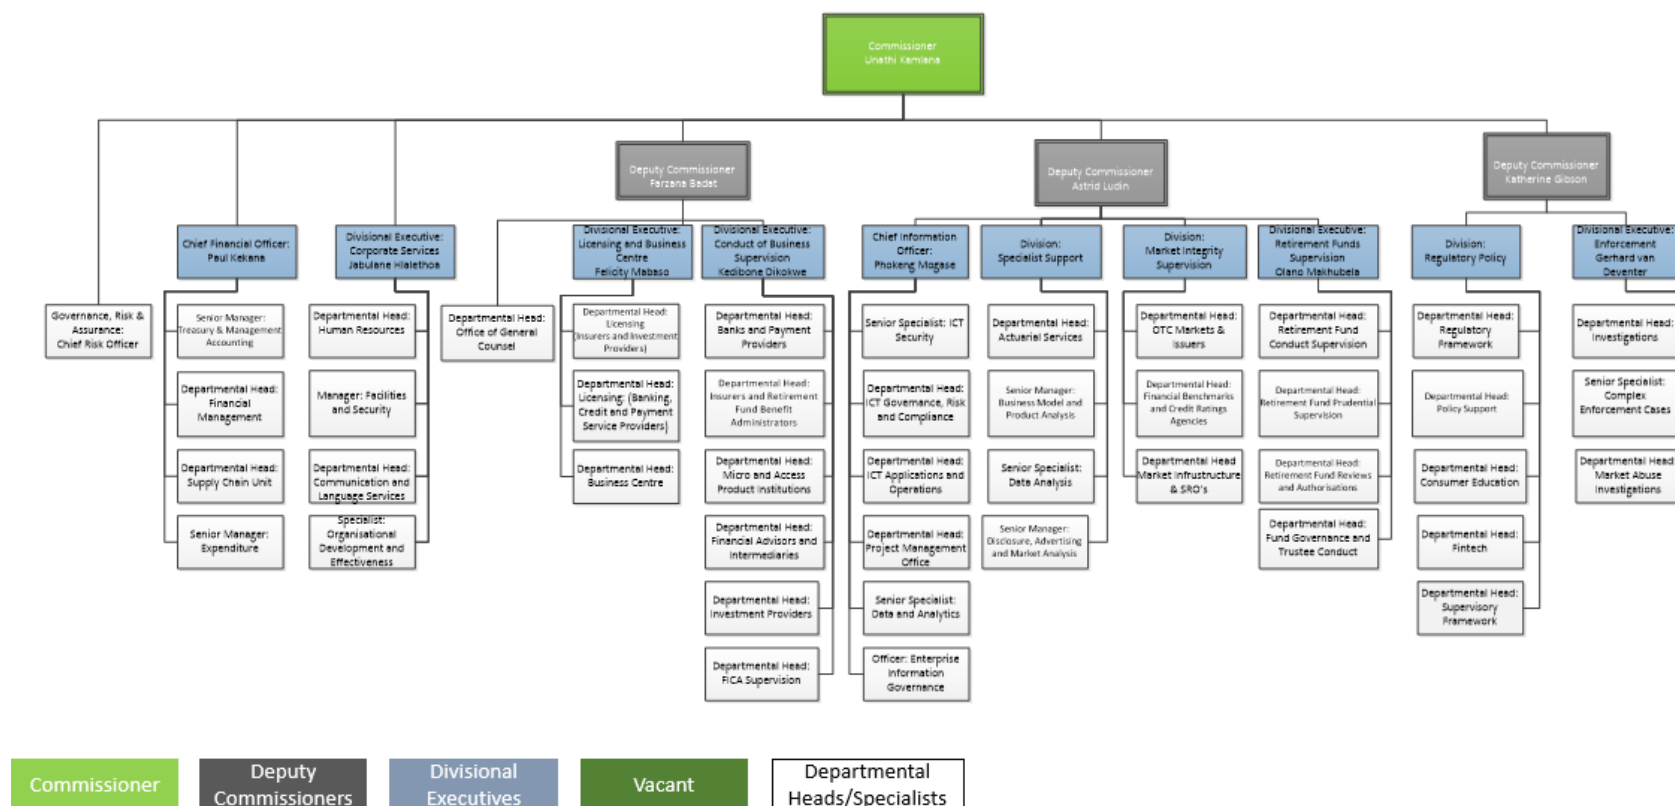 Commissioner
Unathi Kamlana
Deputy Commissioner
Farzana Badat
Deputy Commissioner
Astrid Ludin
Deputy Commissioner
Katherine Gibson
Chief Financial Officer:
Paul Kekana
Divisional Executive:
Corporate Services
Jabulane Hlalethoa
Divisional Executive:
Licensing and Business
Centre
Felicity Mabaso
Divisional Executive:
Conduct of Business
Supervision
Kedibone Dikokwe
Chief Information
Officer:
Phokeng Mogase
Division:
Specialist Support
Division:
Market Integrity
Supervision
Divisional Executive:
Retirement Funds
Supervision
Olano Makhubela
Division:
Regulatory Policy
Divisional Executive:
Enforcement
Gerhard van
Deventer
Governance, Risk &
Assurance:
Chief Risk Officer
Senior Manager:
Treasury & Management
Accounting
Departmental Head:
Financial
Management
Departmental Head:
Supply Chain Unit
Senior Manager:
Expenditure
Departmental Head:
Human Resources
Manager: Facilities
and Security
Departmental Head:
Communication and
Language Services
Specialist:
Organisational
Development and
Effectiveness
Departmental Head:
Office of General
Counsel
Departmental Head:
Licensing
(Insurers and Investment
Providers)
Departmental Head:
Licensing: (Banking,
Credit and Payment
Service Providers)
Departmental Head:
Business Centre
Departmental Head:
Banks and Payment
Providers
Departmental Head:
Insurers and Retirement
Fund Benefit
Administrators
Departmental Head:
Micro and Access
Product Institutions
Departmental Head:
Financial Advisors and
Intermediaries
Departmental Head:
Investment Providers
Departmental Head:
FICA Supervision
Senior Specialist: ICT
Security
Departmental Head:
ICT Governance, Risk
and Compliance
Departmental Head:
ICT Applications and
Operations
Departmental Head:
Project Management
Office
Senior Specialist:
Data and Analytics
Officer: Enterprise
Information
Governance
Departmental Head:
Actuarial Services
Senior Manager:
Business Model and
Product Analysis
Senior Specialist:
Data Analysis
Senior Manager:
Disclosure, Advertising
and Market Analysis
Departmental Head:
OTC Markets &
Issuers
Departmental Head:
Financial Benchmarks
and Credit Ratings
Agencies
Departmental Head
Market Infrustructure
& SRO's
Departmental Head:
Retirement Fund
Conduct Supervision
Departmental Head:
Retirement Fund Prudential
Supervision
Departmental Head:
Retirement Fund Reviews
and Authorisations
Departmental Head:
Fund Governance and
Trustee Conduct
Departmental Head:
Regulatory
Framework
Departmental Head:
Policy Support
Departmental Head:
Consumer Education
Departmental Head:
Fintech
Departmental Head:
Supervisory
Framework
Departmental Head:
Investigations
Senior Specialist:
Complex
Enforcement Cases
Departmental Head:
Market Abuse
Investigations
Commissioner
Deputy
Commissioners
Divisional
Executives
Vacant
Departmental
Heads/Specialists